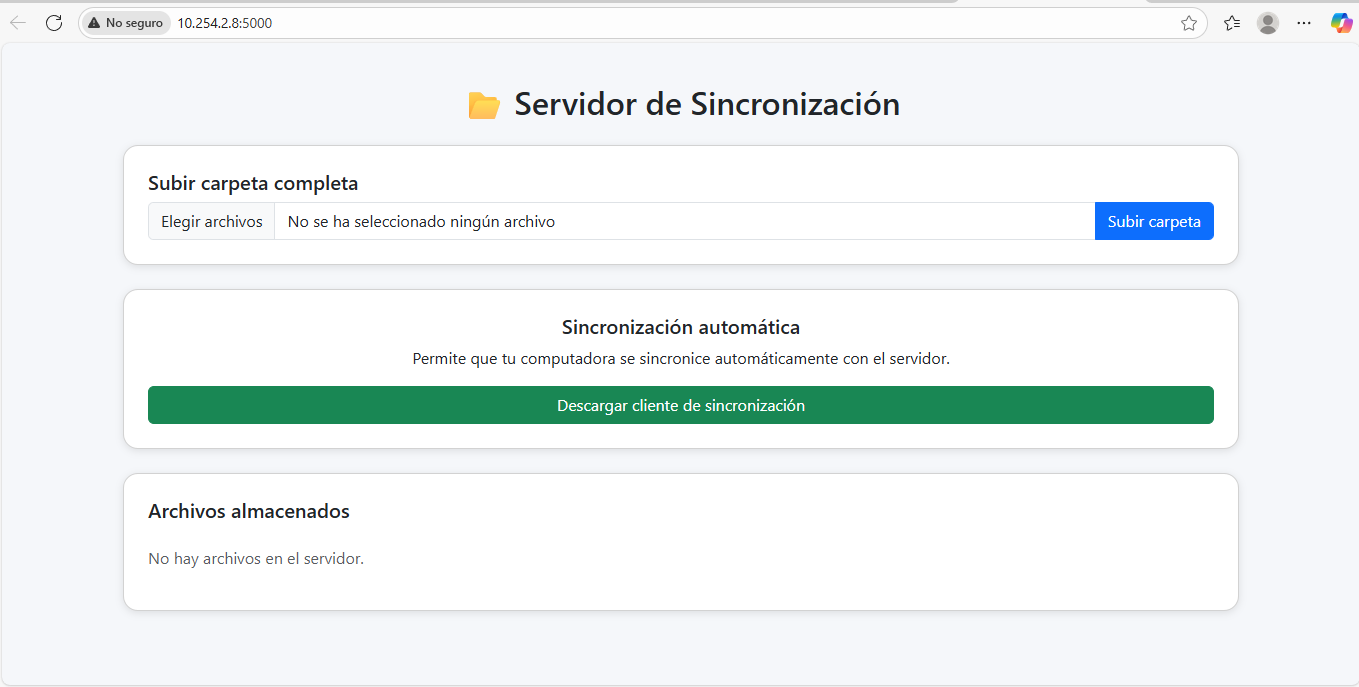 No seguro 10.254.2.8:5000
Servidor de Sincronización
Subir carpeta completa
Elegir archivos No se ha seleccionado ningún archivo Subir carpeta
Sincronización automática
Permite que tu computadora se sincronice automáticamente con el servidor.
Descargar cliente de sincronización
Archivos almacenados
No hay archivos en el servidor.